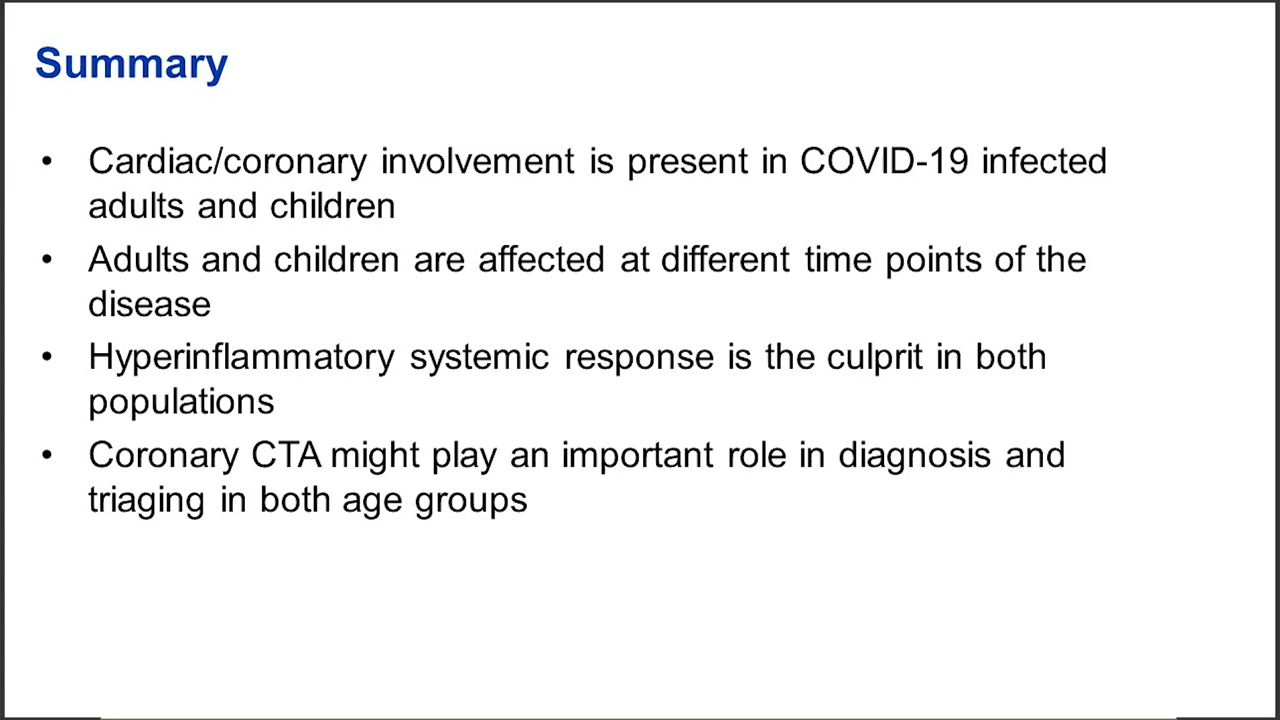 Summary
• Cardiac/coronary involvement is present in COVID-19 infected
adults and children
• Adults and children are affected at different time points of the
disease
• Hyperinflammatory systemic response is the culprit in both
populations
• Coronary CTA might play an important role in diagnosis and
triaging in both age groups